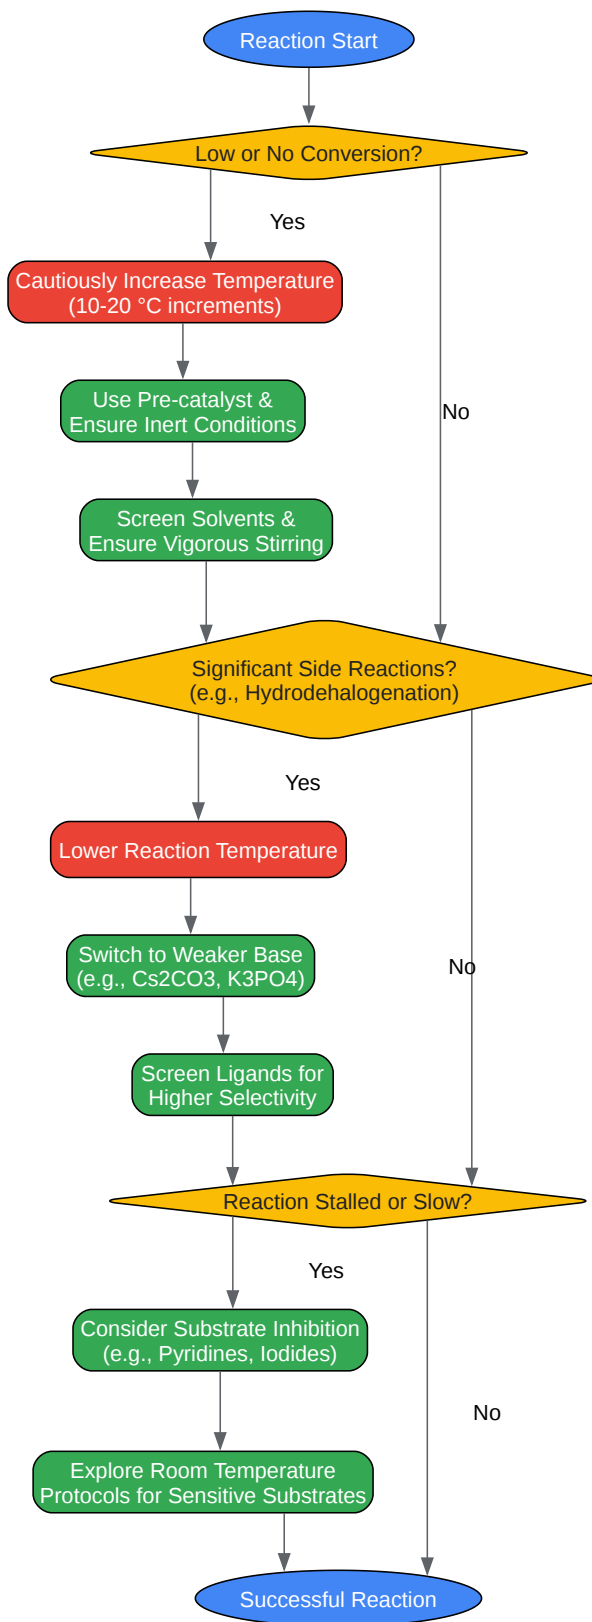 Reaction Start
Low or No Conversion?
Yes
Cautiously Increase Temperature
(10-20 °C increments)
Use Pre-catalyst &
Ensure Inert Conditions
No
Screen Solvents &
Ensure Vigorous Stirring
Significant Side Reactions?
(e.g., Hydrodehalogenation)
Yes
Lower Reaction Temperature
Switch to Weaker Base
(e.g., Cs2CO3, K3PO4)
No
Screen Ligands for
Higher Selectivity
Reaction Stalled or Slow?
Yes
Consider Substrate Inhibition
(e.g., Pyridines, Iodides)
No
Explore Room Temperature
Protocols for Sensitive Substrates
Successful Reaction